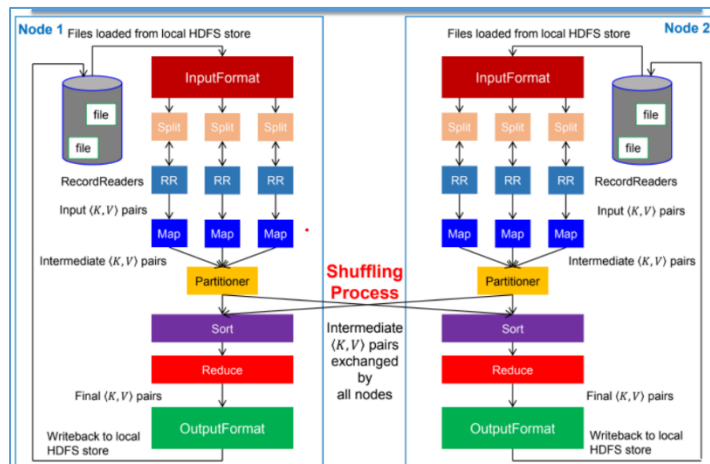 Node 1
Files loaded from local HDFS store
InputFormat
file
file
Split Split Split
RecordReaders
RR RR RR
Input ⟨K, V⟩ pairs
Map Map Map
Intermediate ⟨K, V⟩ pairs
Partitioner
Sort
Reduce
Final ⟨K, V⟩ pairs
OutputFormat
Writeback to local
HDFS store
Shuffling
Process
Intermediate
⟨K, V⟩ pairs
exchanged
by
all nodes
Node 2
Files loaded from local HDFS store
InputFormat
file
file
Split Split Split
RR RR RR
RecordReaders
Input ⟨K, V⟩ pairs
Map Map Map
Intermediate ⟨K, V⟩ pairs
Partitioner
Sort
Reduce
Final ⟨K, V⟩ pairs
OutputFormat
Writeback to local
HDFS store